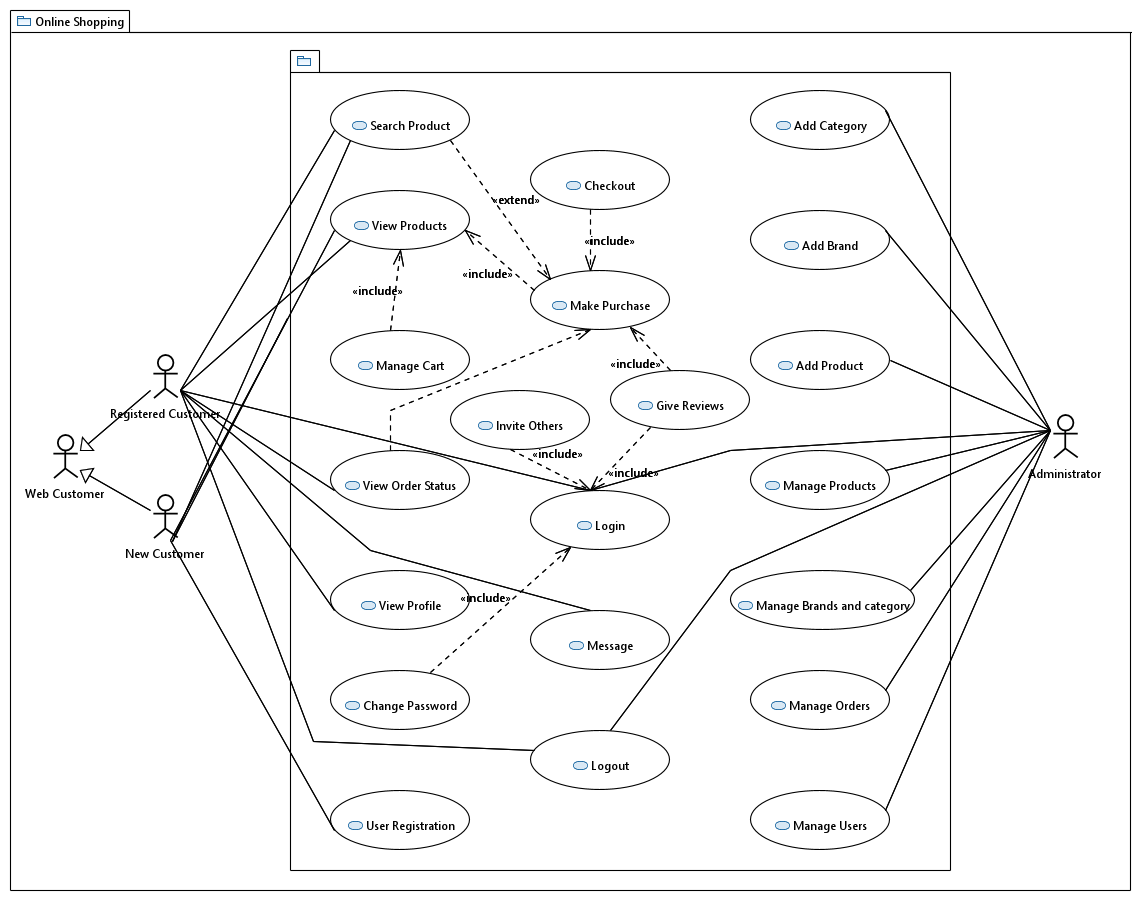 Online Shopping
Search Product
Add Category
Checkout
«extend»
View Products
Add Brand
«include»
«include»
«include»
Make Purchase
Manage Cart
«include»
Add Product
Registered Customer
Give Reviews
Invite Others
«include»
«include»
Web Customer
View Order Status
Manage Products
Administrator
Login
New Customer
«include»
View Profile
Manage Brands and category
Message
Change Password
Manage Orders
Logout
User Registration
Manage Users